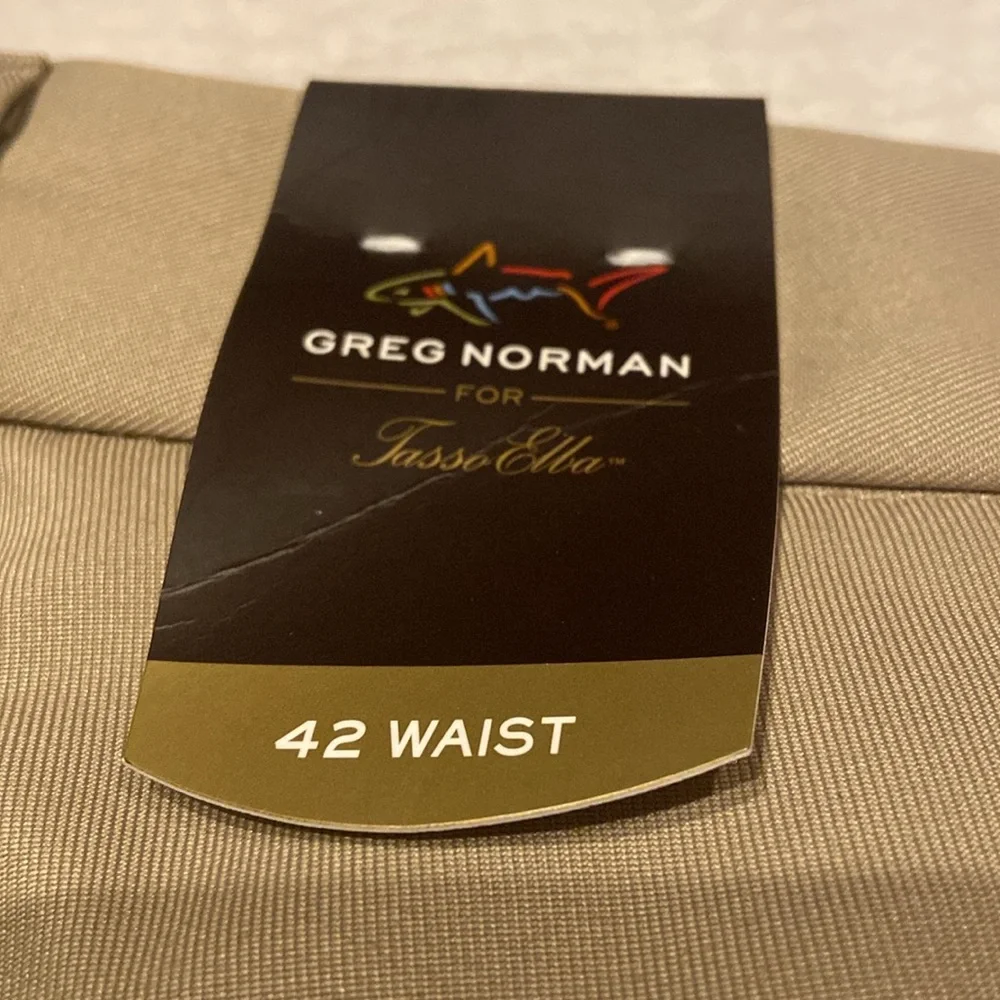 GREG NORMAN
FOR
Tasso Elba™
42 WAIST